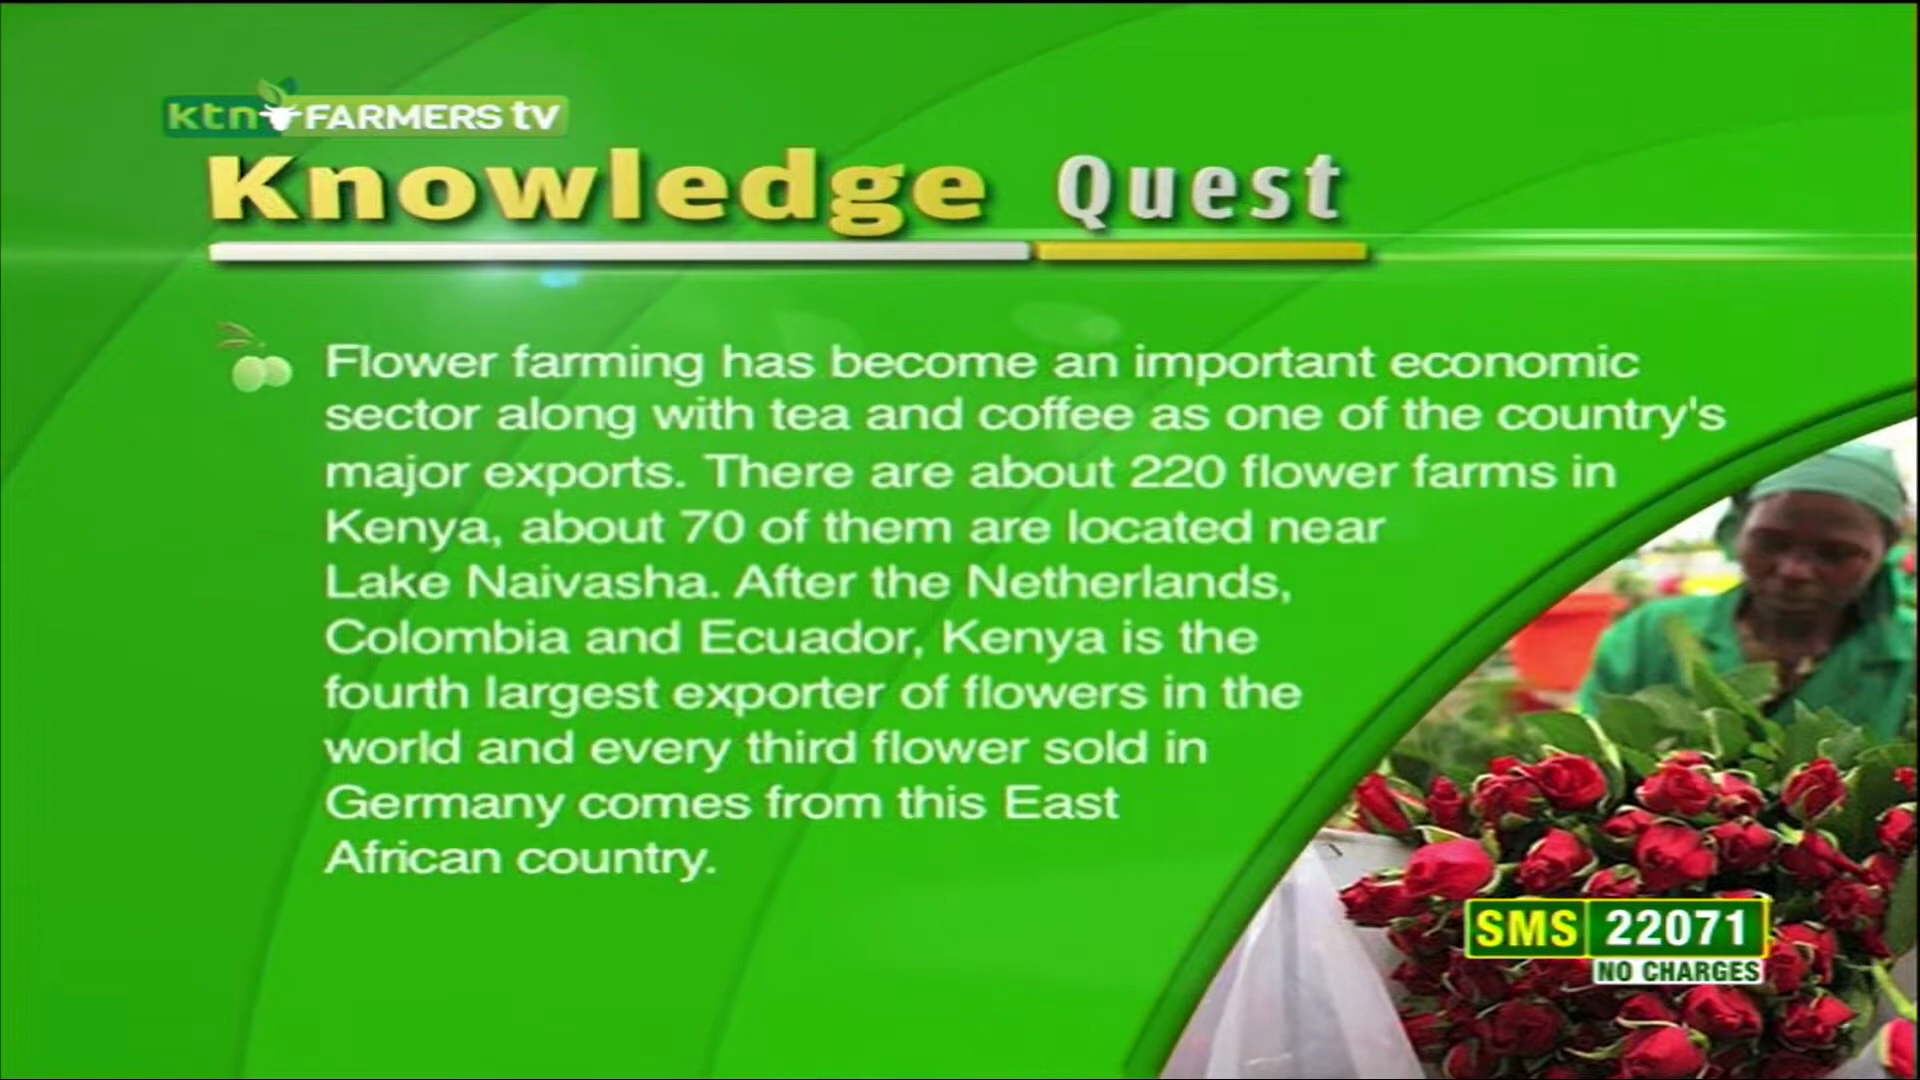 ktn FARMERS tv
Knowledge Quest
Flower farming has become an important economic
sector along with tea and coffee as one of the country's
major exports. There are about 220 flower farms in
Kenya, about 70 of them are located near
Lake Naivasha. After the Netherlands,
Colombia and Ecuador, Kenya is the
fourth largest exporter of flowers in the
world and every third flower sold in
Germany comes from this East
African country.
SMS 22071
NO CHARGES